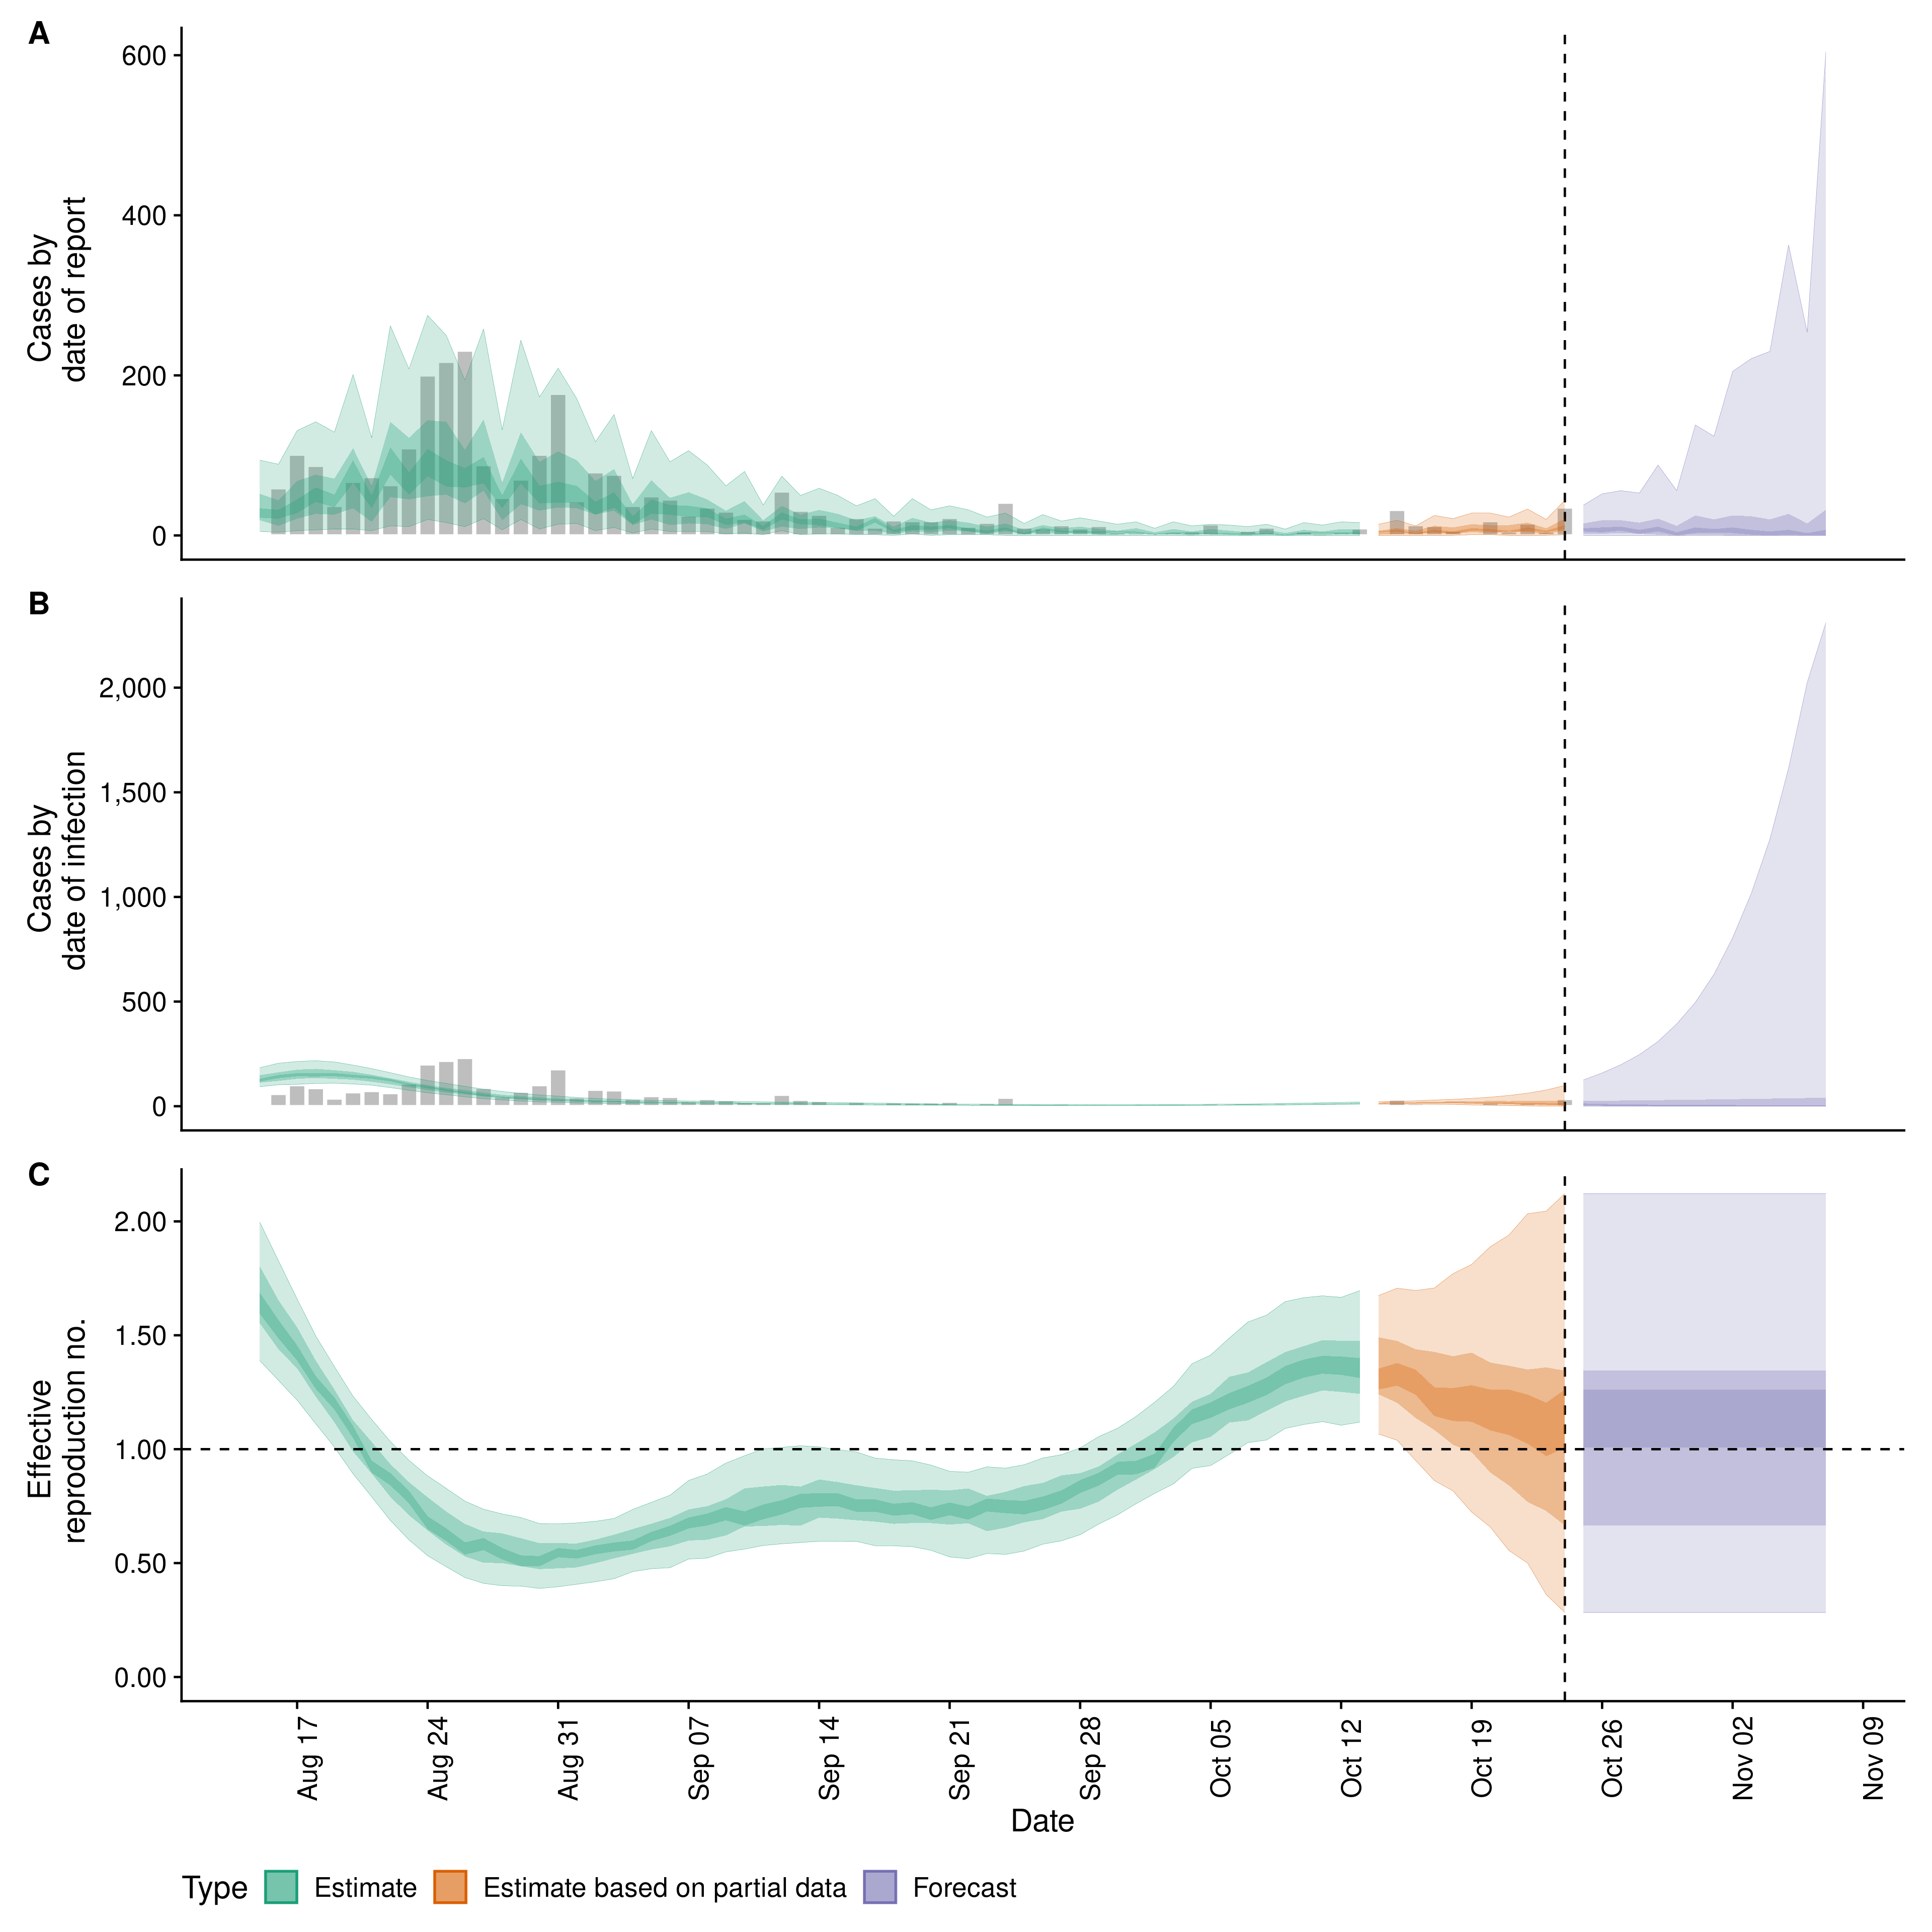 A
600
400
200
0
Cases by
date of report
B
2,000
1,500
1,000
500
0
Cases by
date of infection
C
2.00
1.50
1.00
0.50
0.00
Effective
reproduction no.
Aug 17
Aug 24
Aug 31
Sep 07
Sep 14
Sep 21
Sep 28
Oct 05
Oct 12
Oct 19
Oct 26
Nov 02
Nov 09
Date
Type Estimate Estimate based on partial data Forecast